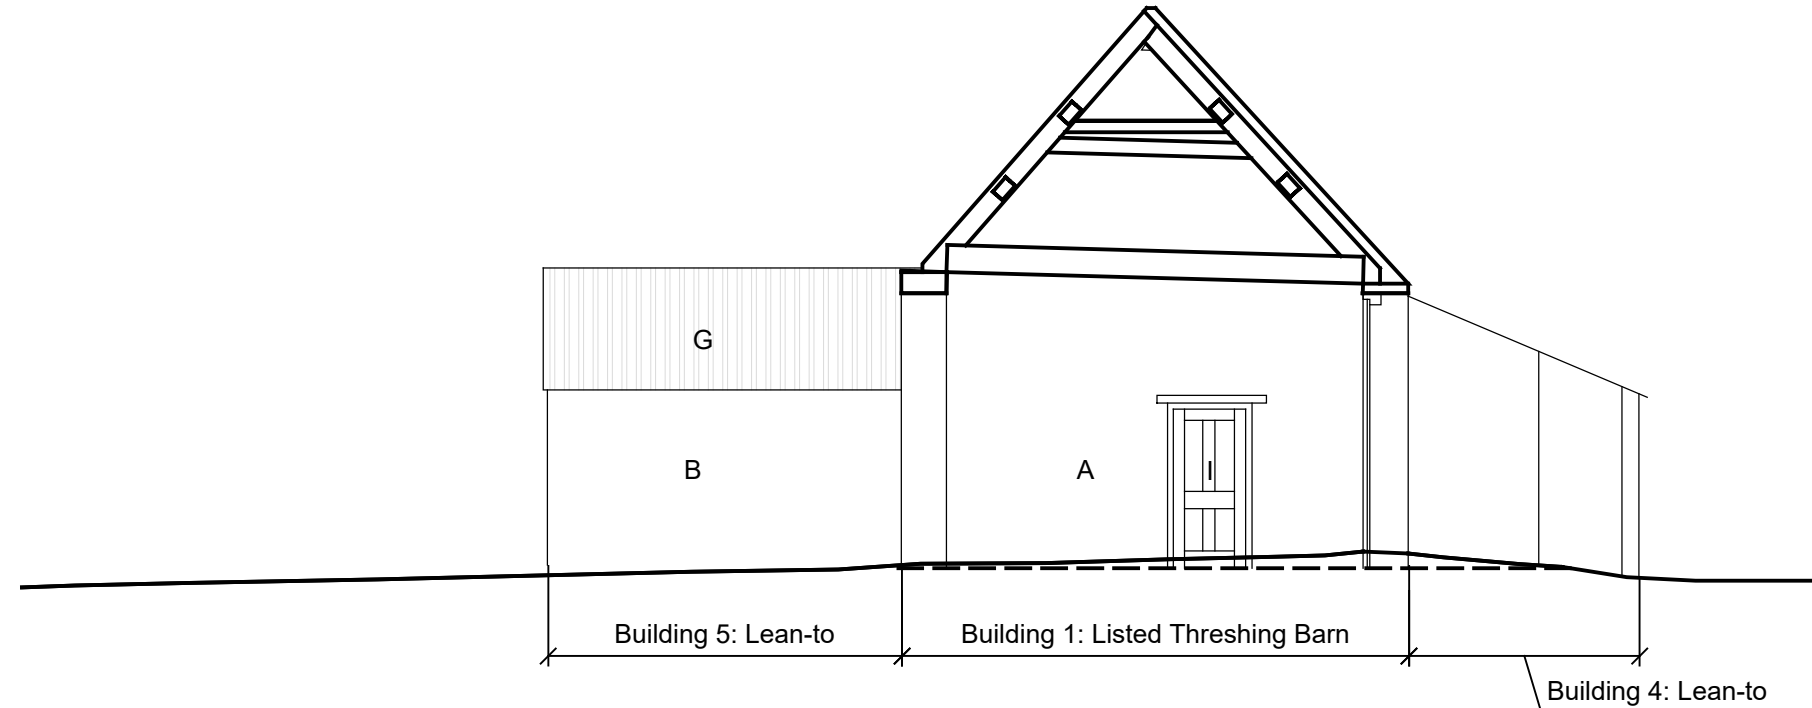 G
B
A
I
Building 5: Lean-to
Building 1: Listed Threshing Barn
Building 4: Lean-to